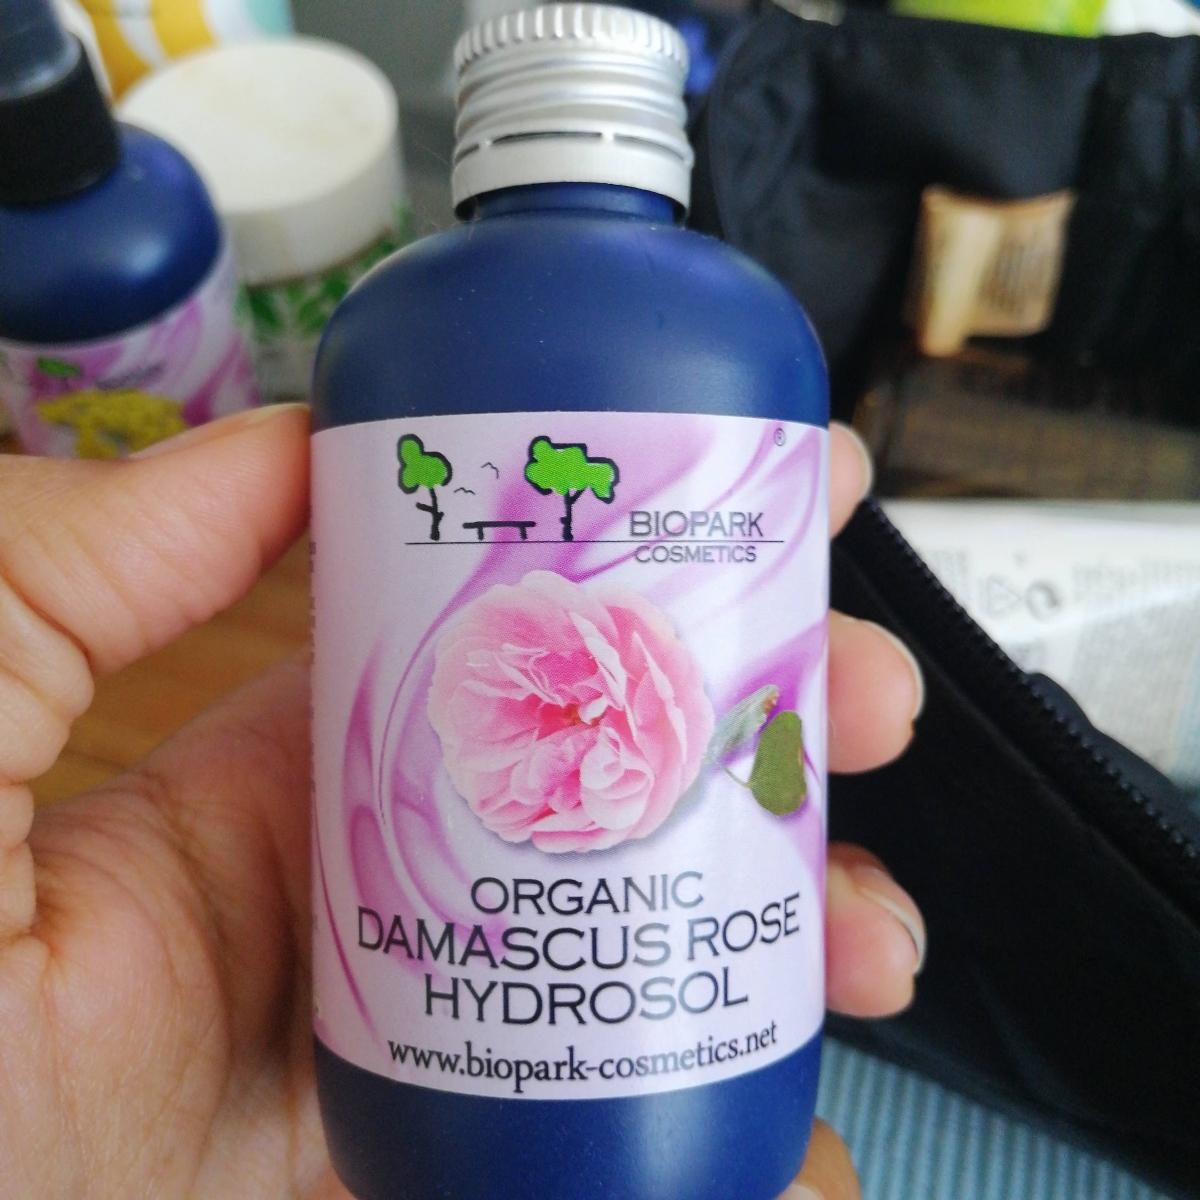 ®
BIOPARK
COSMETICS
ORGANIC
DAMASCUS ROSE
HYDROSOL
www.biopark-cosmetics.net